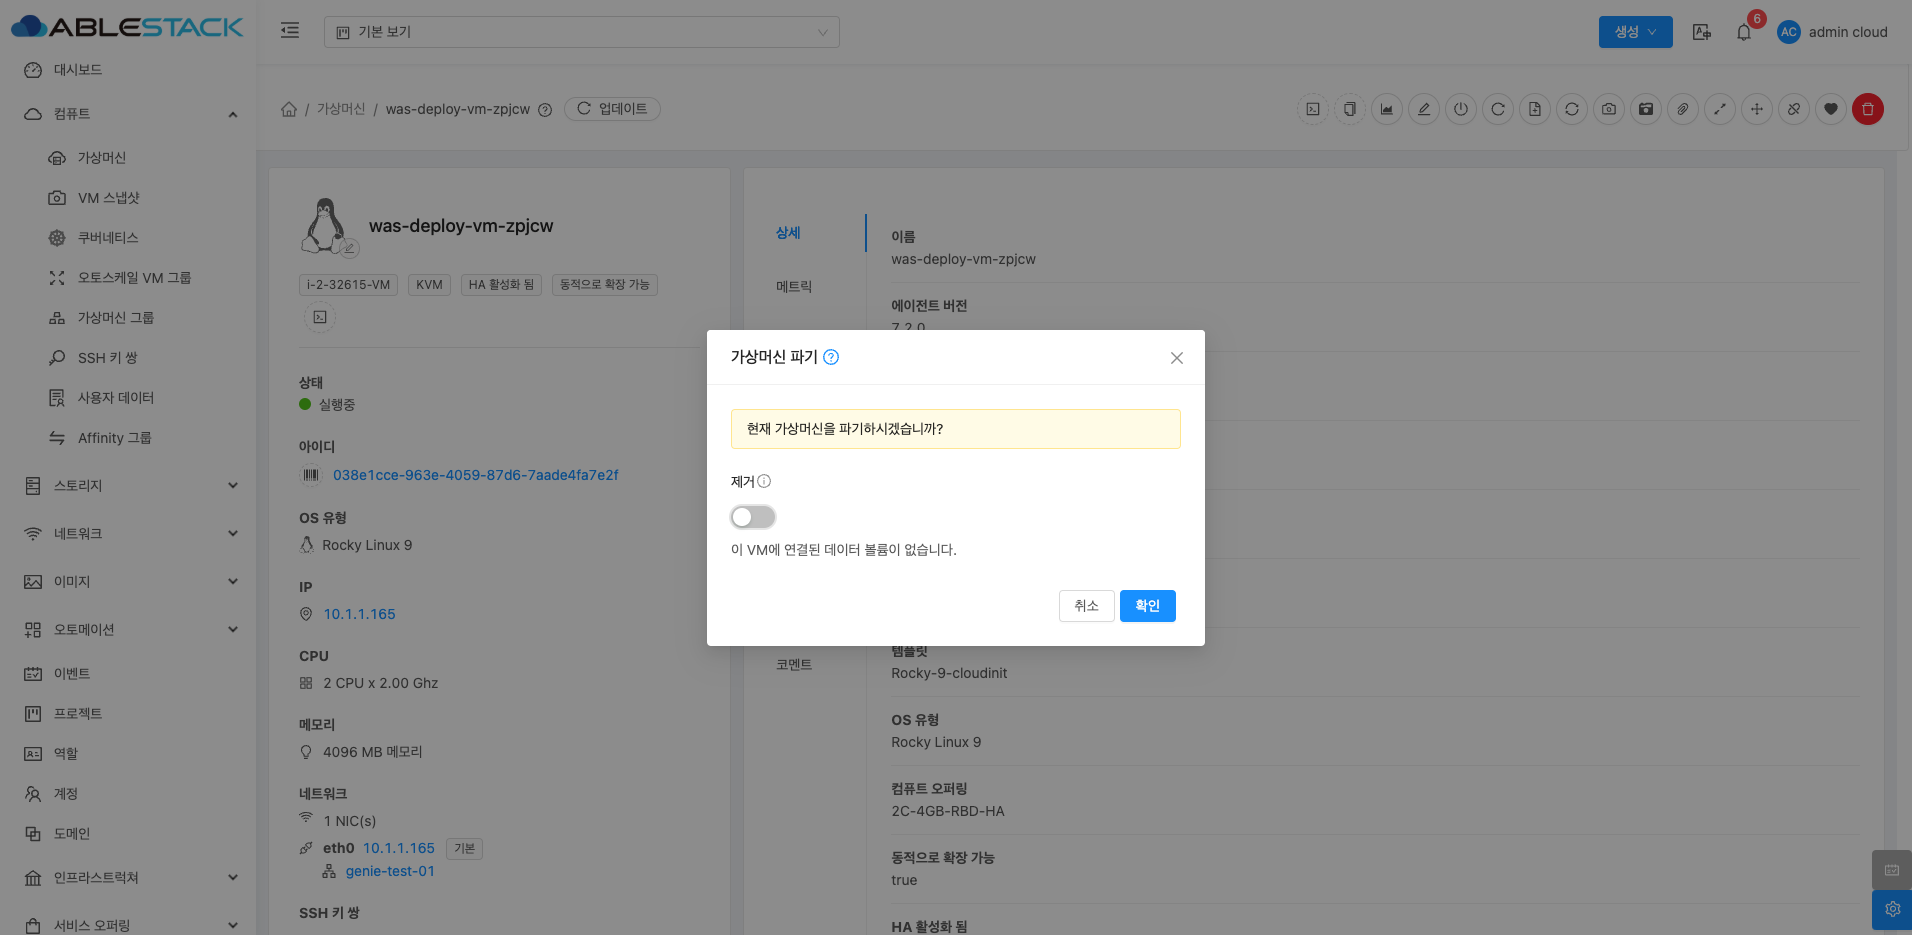 ABLESTACK
기본 보기
생성
6
AC
admin cloud
대시보드
컴퓨트
가상머신
VM 스냅샷
쿠버네티스
오토스케일 VM 그룹
가상머신 그룹
SSH 키 쌍
사용자 데이터
Affinity 그룹
스토리지
네트워크
이미지
오토메이션
이벤트
프로젝트
역할
계정
도메인
인프라스트럭쳐
서비스 오퍼링
/ 가상머신 / was-deploy-vm-zpjcw
업데이트
was-deploy-vm-zpjcw
i-2-32615-VM
KVM
HA 활성화 됨
동적으로 확장 가능
상태
실행중
아이디
038e1cce-963e-4059-87d6-7aade4fa7e2f
OS 유형
Rocky Linux 9
IP
10.1.1.165
CPU
2 CPU x 2.00 Ghz
메모리
4096 MB 메모리
네트워크
1 NIC(s)
eth0 10.1.1.165 기본
genie-test-01
SSH 키 쌍
상세
메트릭
코멘트
이름
was-deploy-vm-zpjcw
에이전트 버전
7.2.0
가상머신 파기
현재 가상머신을 파기하시겠습니까?
제거
이 VM에 연결된 데이터 볼륨이 없습니다.
취소
확인
템플릿
Rocky-9-cloudinit
OS 유형
Rocky Linux 9
컴퓨트 오퍼링
2C-4GB-RBD-HA
동적으로 확장 가능
true
HA 활성화 됨